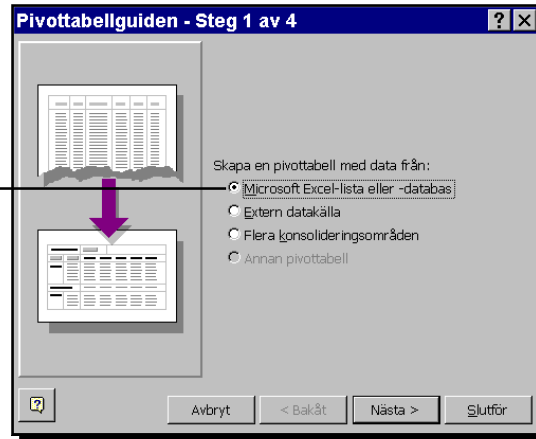 Pivottabellguiden - Steg 1 av 4
Skapa en pivottabell med data från:
Microsoft Excel-lista eller -databas
Extern datakälla
Flera konsolideringsområden
Annan pivottabell
Avbryt < Bakåt Nästa > Slutför